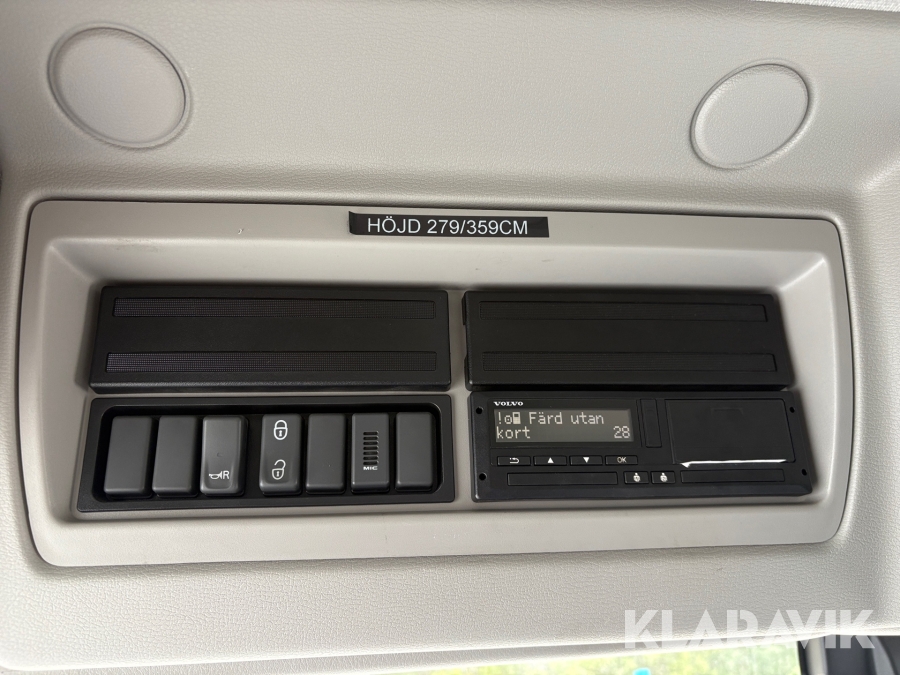 HÖJD 279/359CM
VOLVO
! Färd utan
kort 28
OK
R
MIC
KLARAVIK